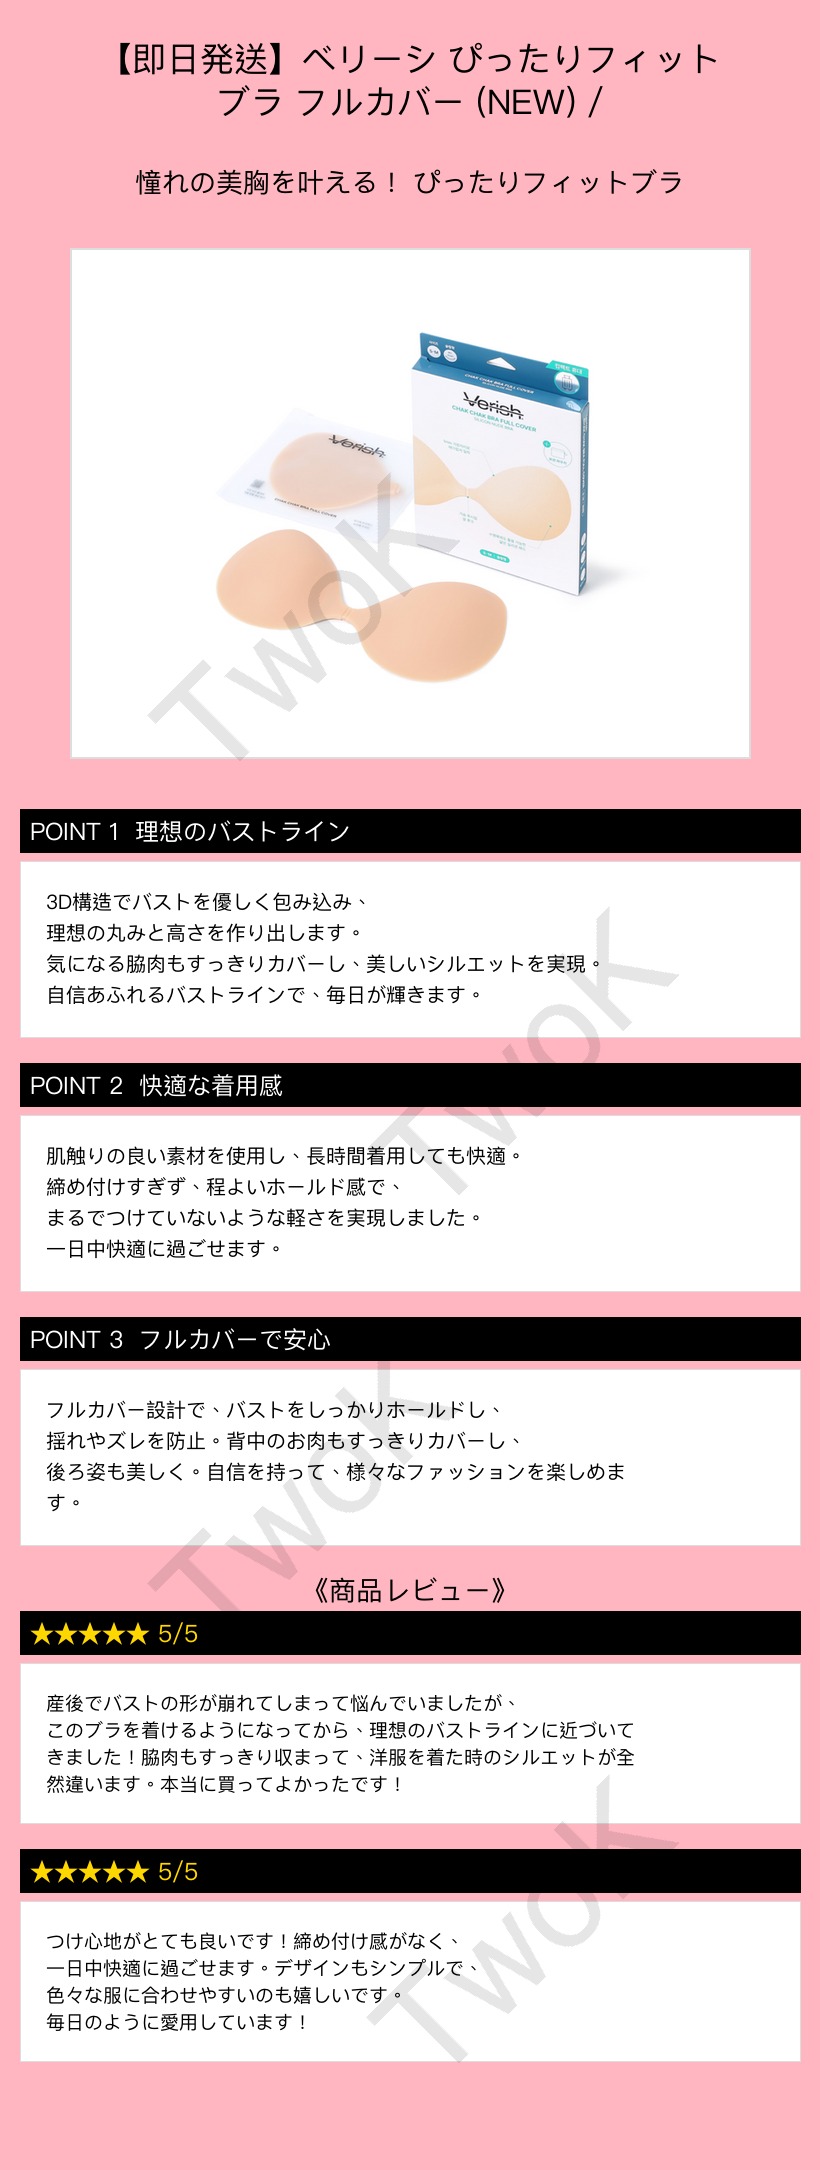 【即日発送】ベリーシ ぴったりフィット
ブラ フルカバー (NEW) /
憧れの美胸を叶える！ ぴったりフィットブラ
Verish
CHAK CHAK BRA FULL COVER
Verish
CHAK CHAK BRA FULL COVER
CHAK CHAK BRA FULL COVER
TwoK
POINT 1 理想のバストライン
3D構造でバストを優しく包み込み、
理想の丸みと高さを作り出します。
気になる脇肉もすっきりカバーし、美しいシルエットを実現。
自信あふれるバストラインで、毎日が輝きます。
TwoK
POINT 2 快適な着用感
肌触りの良い素材を使用し、長時間着用しても快適。
締め付けすぎず、程よいホールド感で、
まるでつけていないような軽さを実現しました。
一日中快適に過ごせます。
POINT 3 フルカバーで安心
フルカバー設計で、バストをしっかりホールドし、
揺れやズレを防止。背中のお肉もすっきりカバーし、
後ろ姿も美しく。自信を持って、様々なファッションを楽しめま
す。
TwoK
《商品レビュー》
★★★★★ 5/5
産後でバストの形が崩れてしまって悩んでいましたが、
このブラを着けるようになってから、理想のバストラインに近づいて
きました！脇肉もすっきり収まって、洋服を着た時のシルエットが全
然違います。本当に買ってよかったです！
★★★★★ 5/5
つけ心地がとても良いです！締め付け感がなく、
一日中快適に過ごせます。デザインもシンプルで、
色々な服に合わせやすいのも嬉しいです。
毎日のように愛用しています！
TwoK